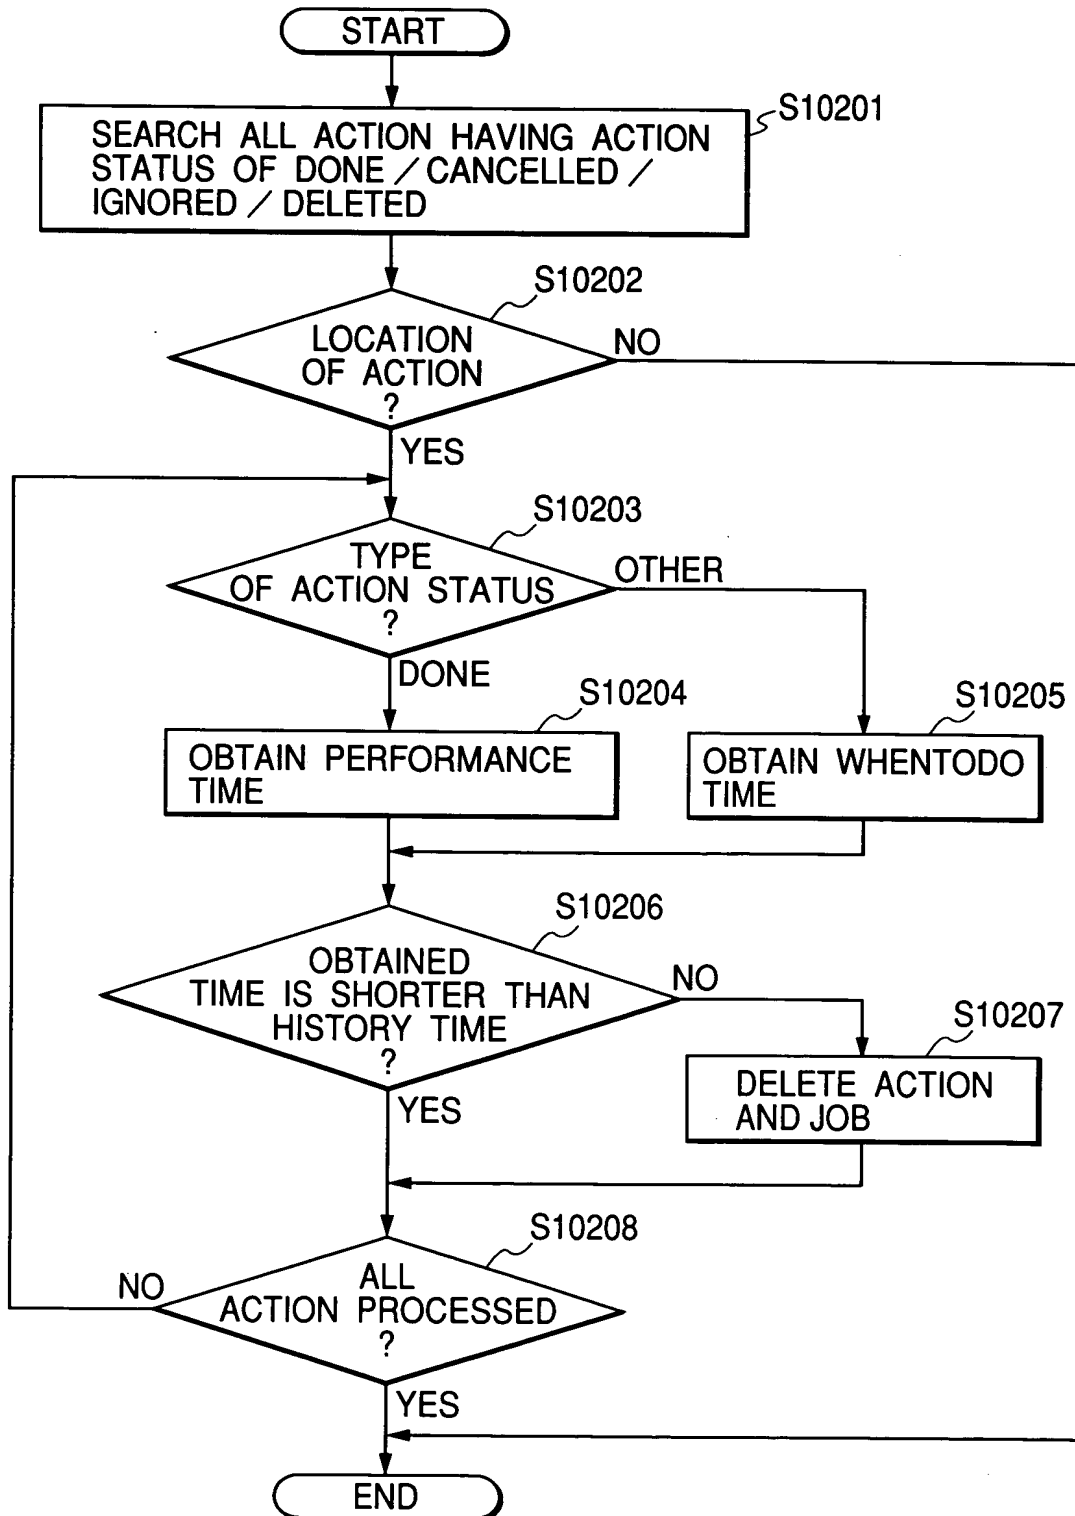 START
S10201
SEARCH ALL ACTION HAVING ACTION
STATUS OF DONE / CANCELLED /
IGNORED / DELETED
S10202
LOCATION
OF ACTION
?
NO
YES
S10203
TYPE
OF ACTION STATUS
?
OTHER
DONE
S10204
OBTAIN PERFORMANCE
TIME
S10205
OBTAIN WHENTODO
TIME
S10206
OBTAINED
TIME IS SHORTER THAN
HISTORY TIME
?
NO
YES
S10207
DELETE ACTION
AND JOB
S10208
ALL
ACTION PROCESSED
?
NO
YES
END